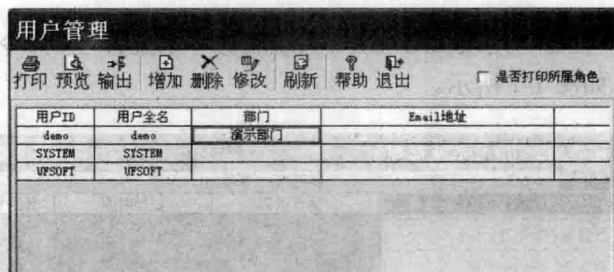 用户管理
打印 预览 输出 增加 删除 修改 刷新 帮助 退出 是否打印所属角色
用户ID 用户全名 部门 Email地址
demo demo 演示部门
SYSTEM SYSTEM
UFSOFT UFSOFT